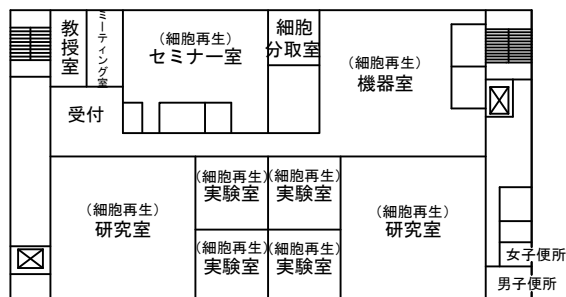 教授室
ミーティング室
(細胞再生)
セミナー室
細胞
分取室
(細胞再生)
機器室
受付
(細胞再生)
研究室
(細胞再生)
実験室
(細胞再生)
実験室
(細胞再生)
研究室
(細胞再生)
実験室
(細胞再生)
実験室
女子便所
男子便所